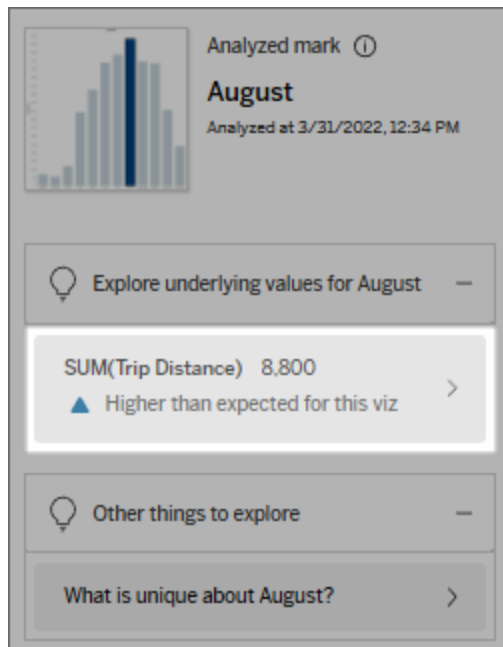 Analyzed mark
August
Analyzed at 3/31/2022, 12:34 PM
Explore underlying values for August
SUM(Trip Distance) 8,800
Higher than expected for this viz
Other things to explore
What is unique about August?